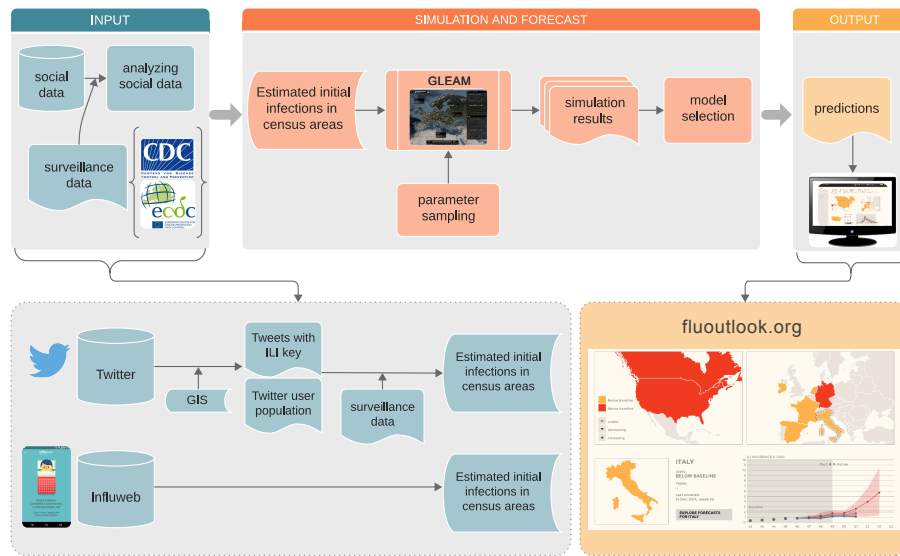 INPUT
SIMULATION AND FORECAST
OUTPUT
social
data
analyzing
social data
surveillance
data
CDC
CENTERS FOR DISEASE
CONTROL AND PREVENTION
ecdc
Estimated initial
infections in
census areas
GLEAM
parameter
sampling
simulation
results
model
selection
predictions
Twitter
GIS
Tweets with
ILI key
Twitter user
population
surveillance
data
Estimated initial
infections in
census areas
Influweb
Estimated initial
infections in
census areas
fluoutlook.org
ITALY
BELOW BASELINE
EXPLORE FORECASTS
FOR ITALY